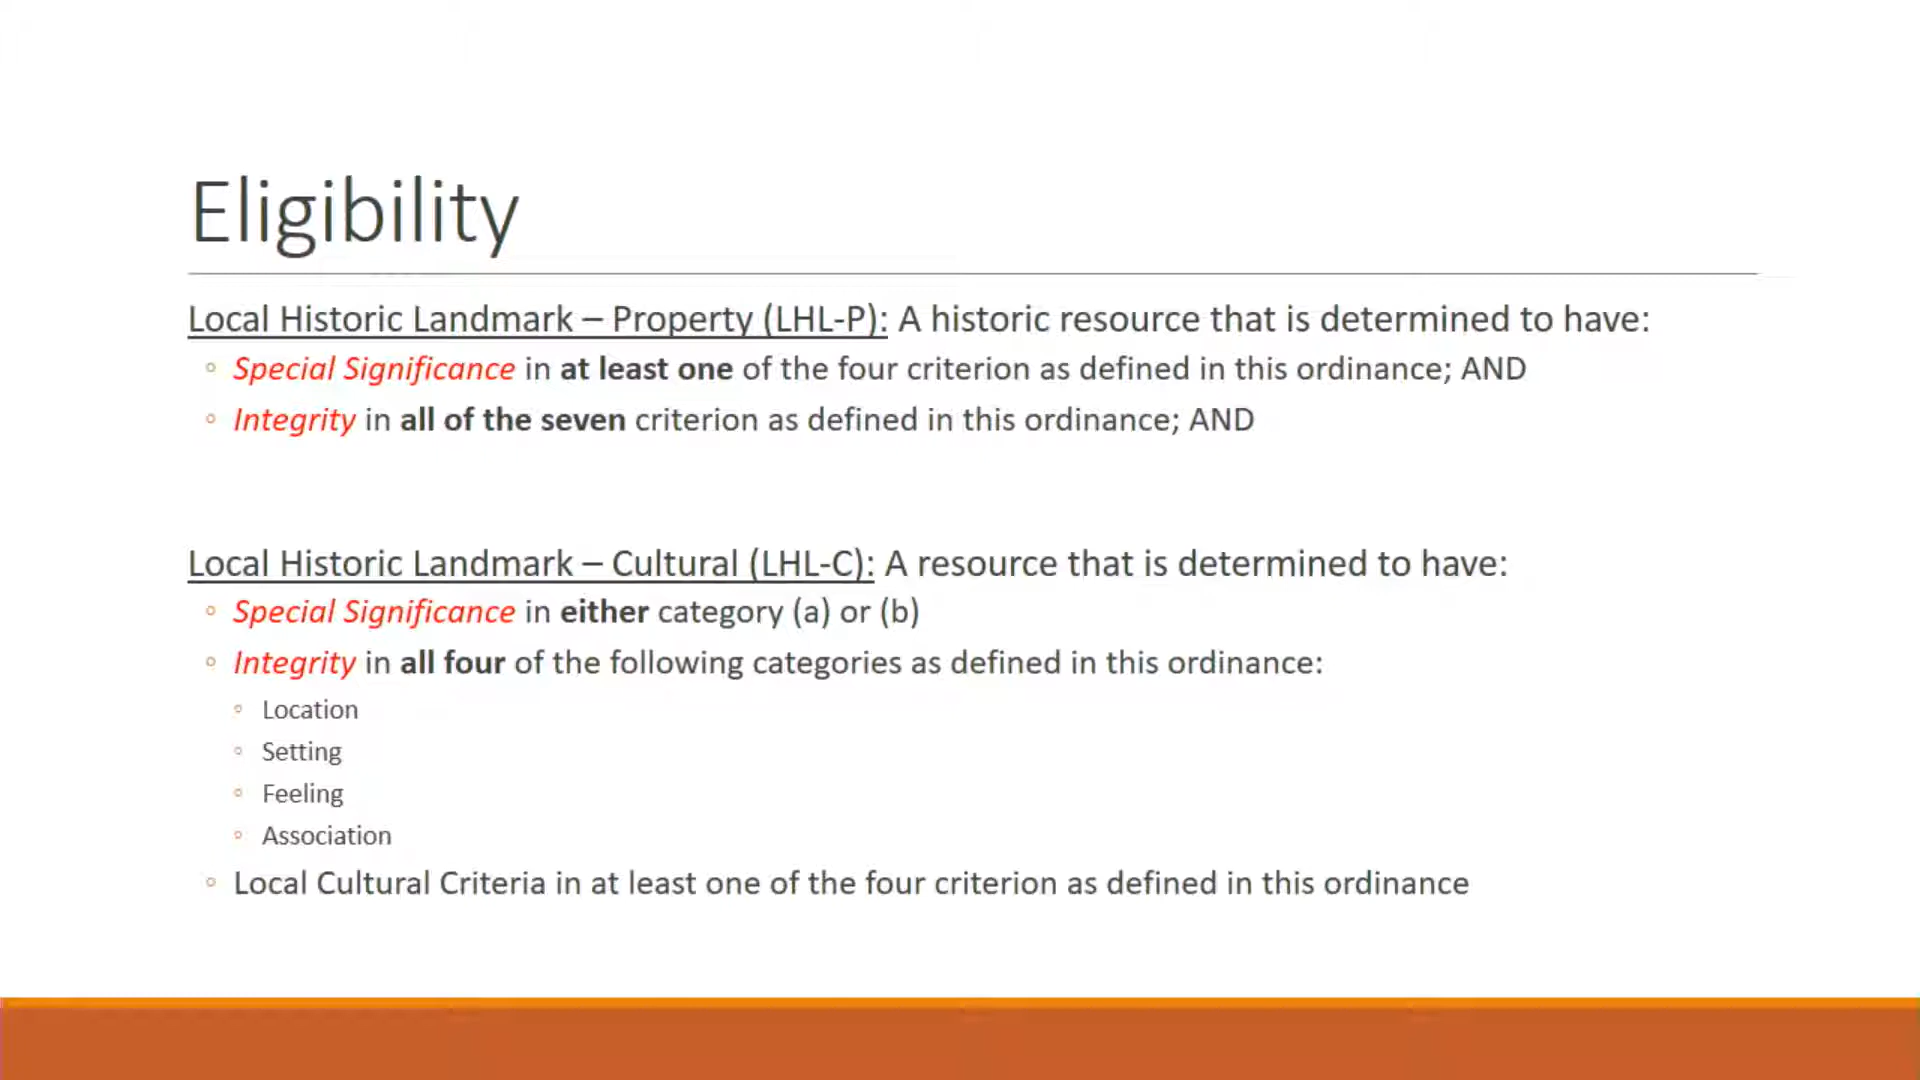 Eligibility
Local Historic Landmark – Property (LHL-P): A historic resource that is determined to have:
◦ Special Significance in at least one of the four criterion as defined in this ordinance; AND
◦ Integrity in all of the seven criterion as defined in this ordinance; AND
Local Historic Landmark – Cultural (LHL-C): A resource that is determined to have:
◦ Special Significance in either category (a) or (b)
◦ Integrity in all four of the following categories as defined in this ordinance:
◦ Location
◦ Setting
◦ Feeling
◦ Association
◦ Local Cultural Criteria in at least one of the four criterion as defined in this ordinance